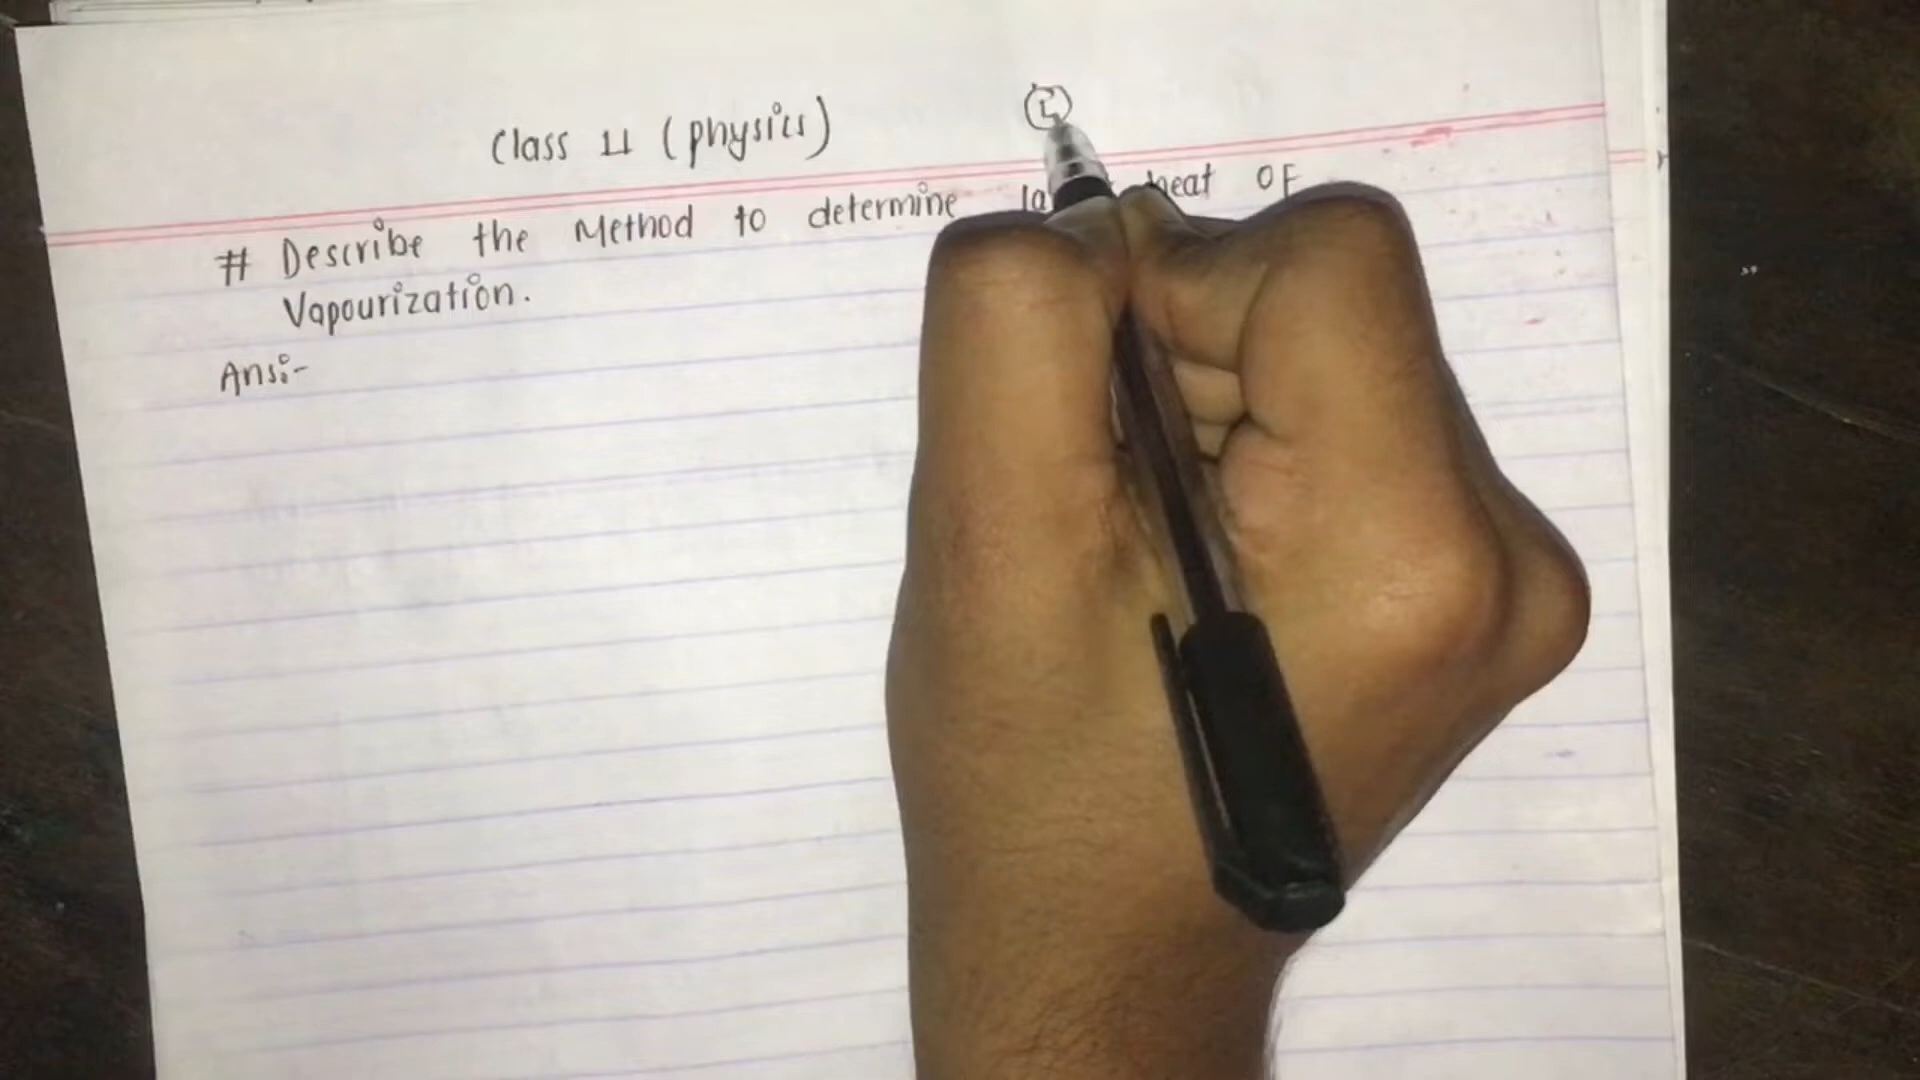 Class 11 (physics)
# Describe the Method to determine heat OF
Vapourization.
Ans:-